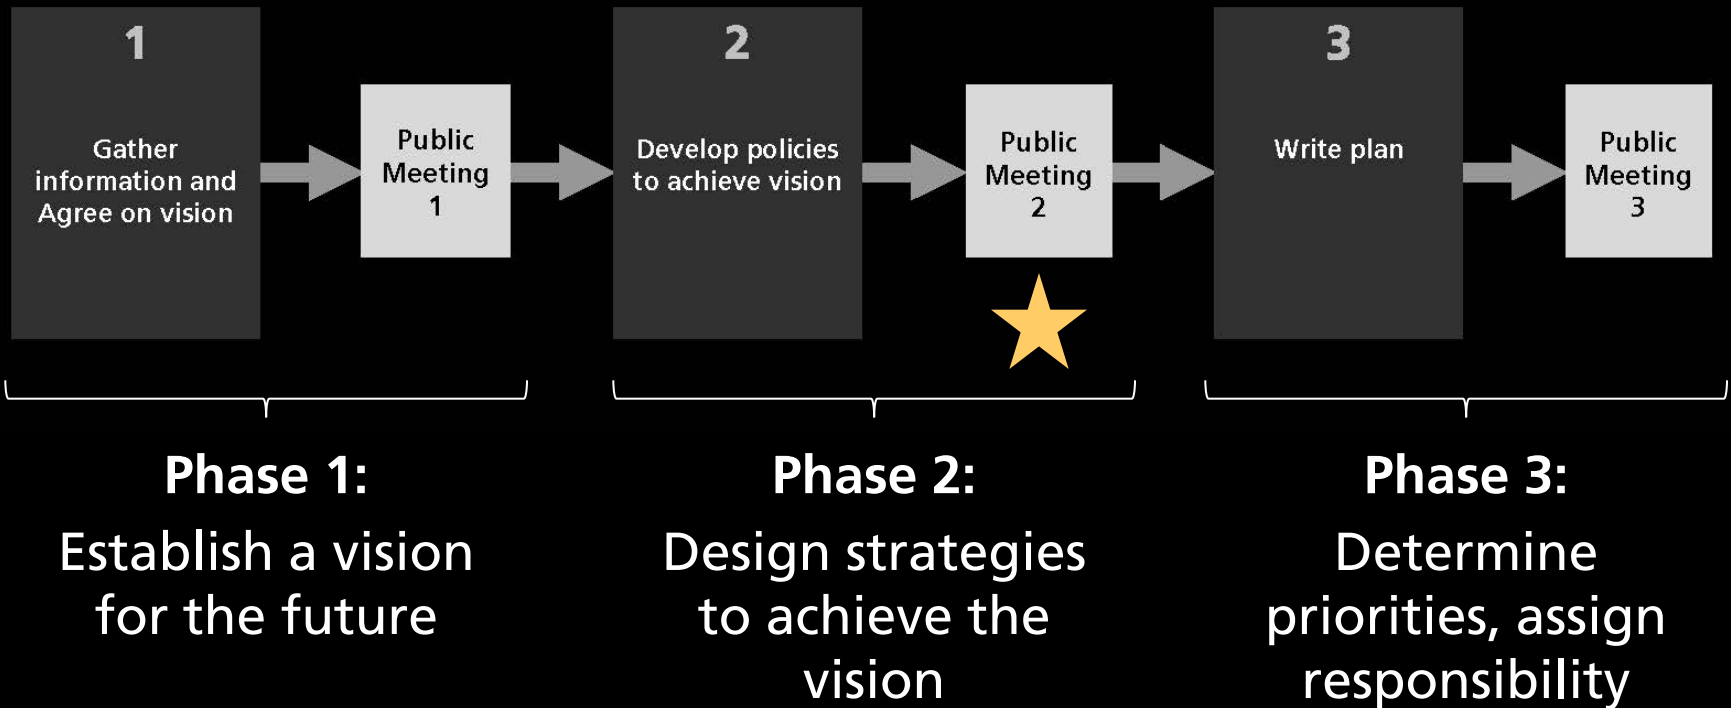 1
Gather
information and
Agree on vision
Public
Meeting
1
2
Develop policies
to achieve vision
Public
Meeting
2
3
Write plan
Public
Meeting
3
Phase 1:
Establish a vision
for the future
Phase 2:
Design strategies
to achieve the
vision
Phase 3:
Determine
priorities, assign
responsibility